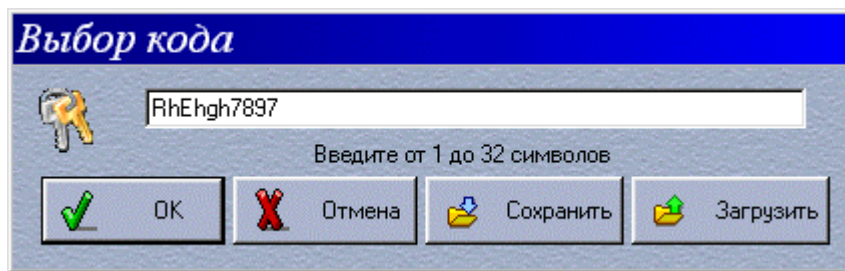 Выбор кода
RhEhgh7897
Введите от 1 до 32 символов
OK Отмена Сохранить Загрузить